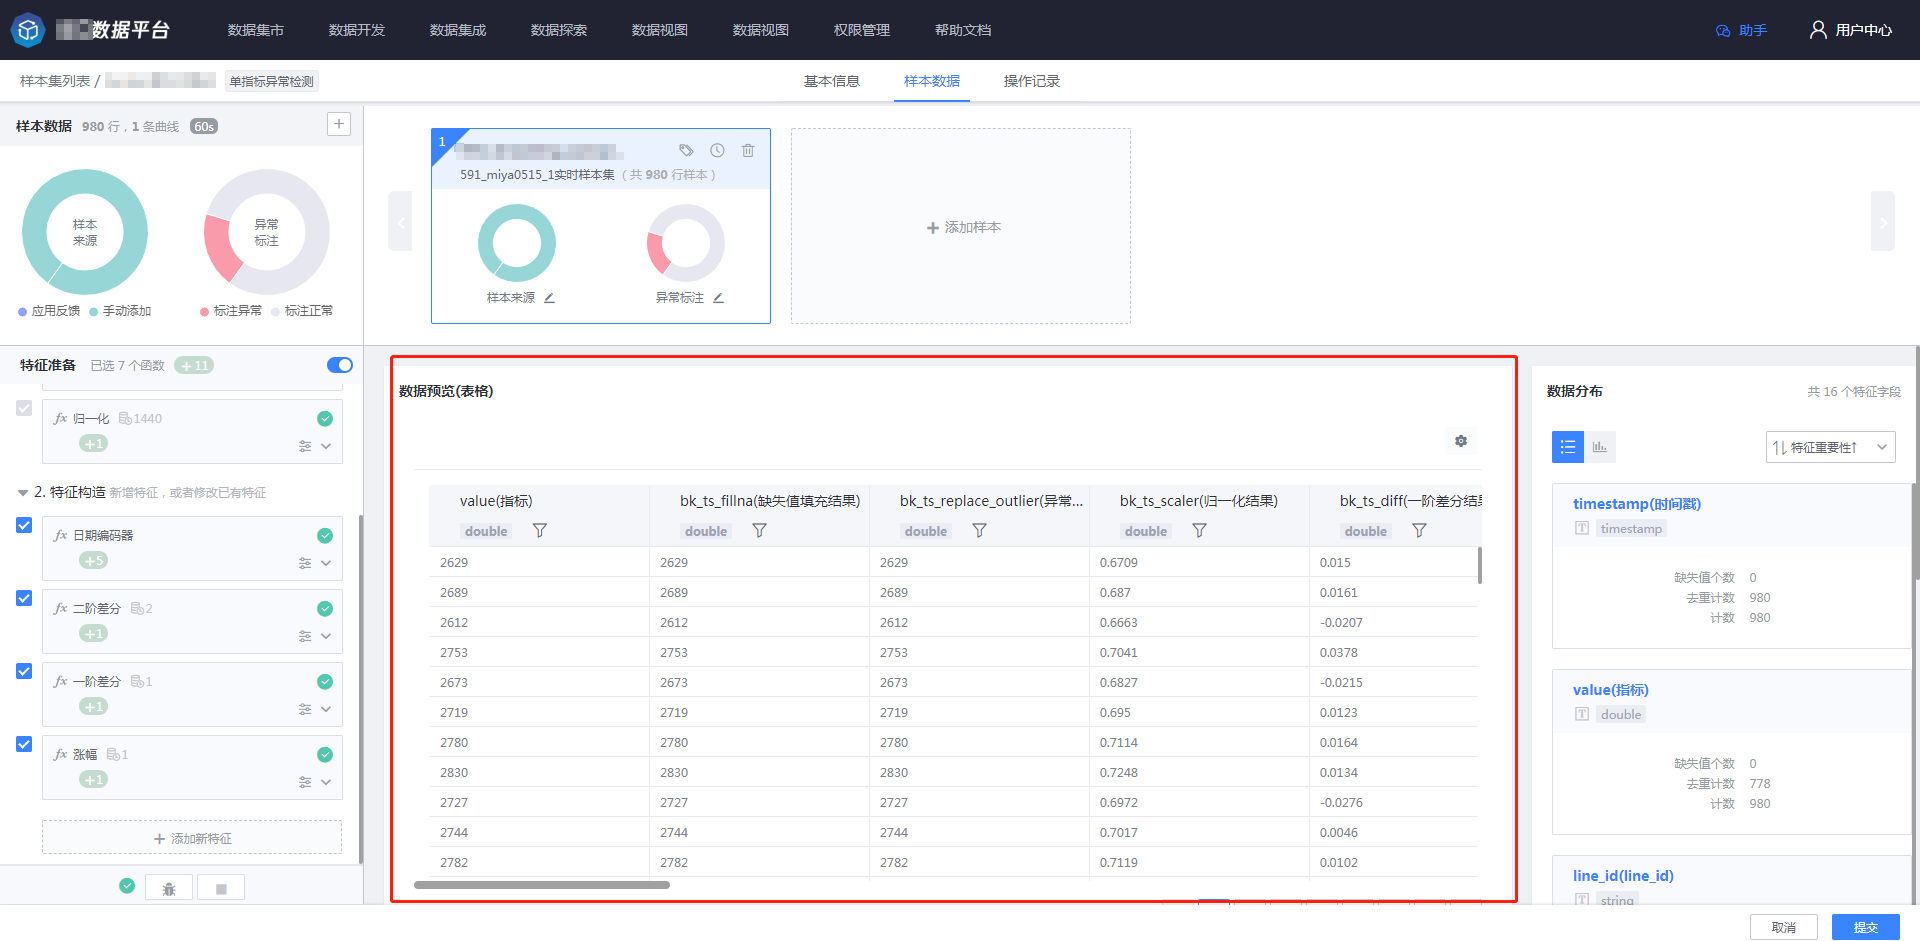 数据平台
数据集市 数据开发 数据集成 数据探索 数据视图 数据视图 权限管理 帮助文档
助手 用户中心
样本集列表 /
单指标异常检测
基本信息 样本数据 操作记录
样本数据 980 行，1 条曲线 60s
样本
来源
异常
标注
应用反馈 手动添加
标注异常 标注正常
1
591_miya0515_1实时样本集 （ 共 980 行样本 ）
样本来源 异常标注
添加样本
特征准备 已选 7 个函数 +11
fx 归一化 1440
+1
2. 特征构造 新增特征，或者修改已有特征
fx 日期编码器
+5
fx 二阶差分 2
+1
fx 一阶差分 1
+1
fx 涨幅 1
+1
添加新特征
数据预览(表格)
value(指标) bk_ts_fillna(缺失值填充结果) bk_ts_replace_outlier(异常... bk_ts_scaler(归一化结果) bk_ts_diff(一阶差分结
double double double double double
2629 2629 2629 0.6709 0.015
2689 2689 2689 0.687 0.0161
2612 2612 2612 0.6663 -0.0207
2753 2753 2753 0.7041 0.0378
2673 2673 2673 0.6827 -0.0215
2719 2719 2719 0.695 0.0123
2780 2780 2780 0.7114 0.0164
2830 2830 2830 0.7248 0.0134
2727 2727 2727 0.6972 -0.0276
2744 2744 2744 0.7017 0.0046
2782 2782 2782 0.7119 0.0102
数据分布 共 16 个特征字段
特征重要性↑
timestamp(时间戳)
T timestamp
缺失值个数 0
去重计数 980
计数 980
value(指标)
T double
缺失值个数 0
去重计数 778
计数 980
line_id(line_id)
T string
取消 提交